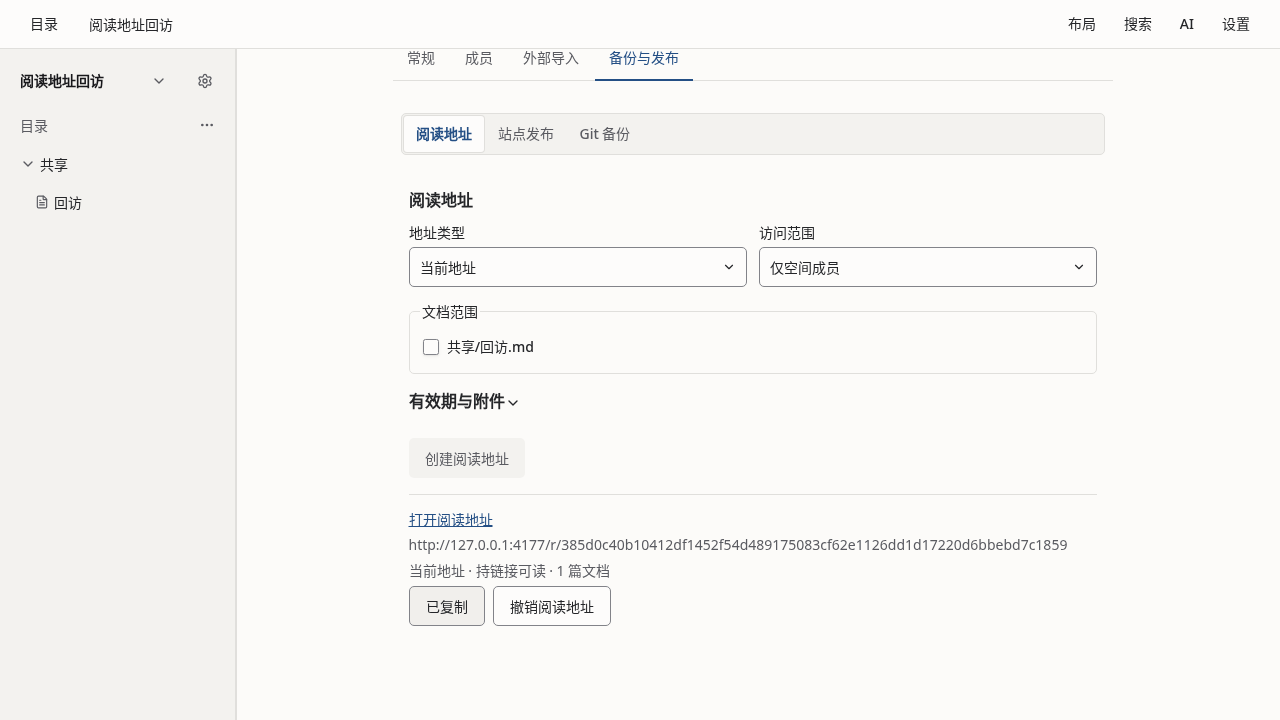 目录 阅读地址回访 布局 搜索 AI 设置
阅读地址回访
目录
共享
回访
常规 成员 外部导入 备份与发布
阅读地址 站点发布 Git 备份
阅读地址
地址类型 访问范围
当前地址 仅空间成员
文档范围
共享/回访.md
有效期与附件
创建阅读地址
打开阅读地址
http://127.0.0.1:4177/r/385d0c40b10412df1452f54d489175083cf62e1126dd1d17220d6bbebd7c1859
当前地址 · 持链接可读 · 1 篇文档
已复制 撤销阅读地址